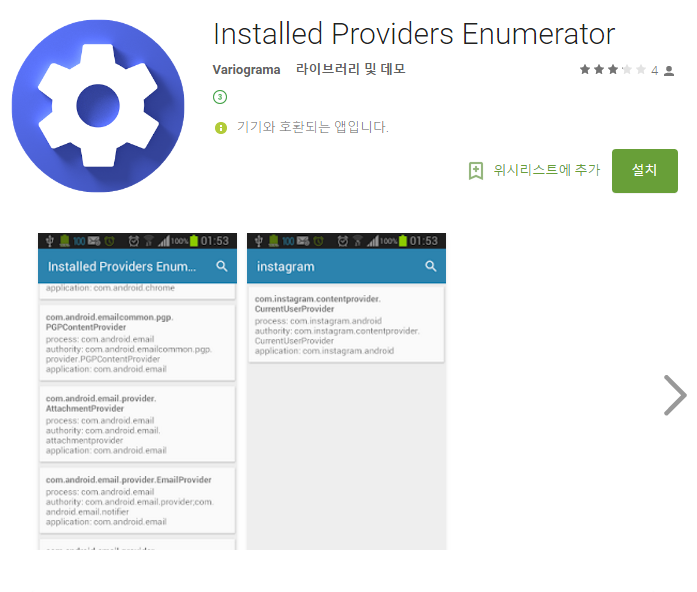 Installed Providers Enumerator
Variograma 라이브러리 및 데모
4
3
기기와 호환되는 앱입니다.
위시리스트에 추가 설치
100 100% 01:53
Installed Providers Enum...
application: com.android.chrome
com.android.emailcommon.pgp.
PGPContentProvider
process: com.android.email
authority: com.android.emailcommon.pgp.
provider.PGPContentProvider
application: com.android.email
com.android.email.provider.
AttachmentProvider
process: com.android.email
authority: com.android.email.
attachmentprovider
application: com.android.email
com.android.email.provider.EmailProvider
process: com.android.email
authority: com.android.email.provider;com.
android.email.notifier
application: com.android.email
100 100% 01:53
instagram
com.instagram.contentprovider.
CurrentUserProvider
process: com.instagram.android
authority: com.instagram.contentprovider.
CurrentUserProvider
application: com.instagram.android